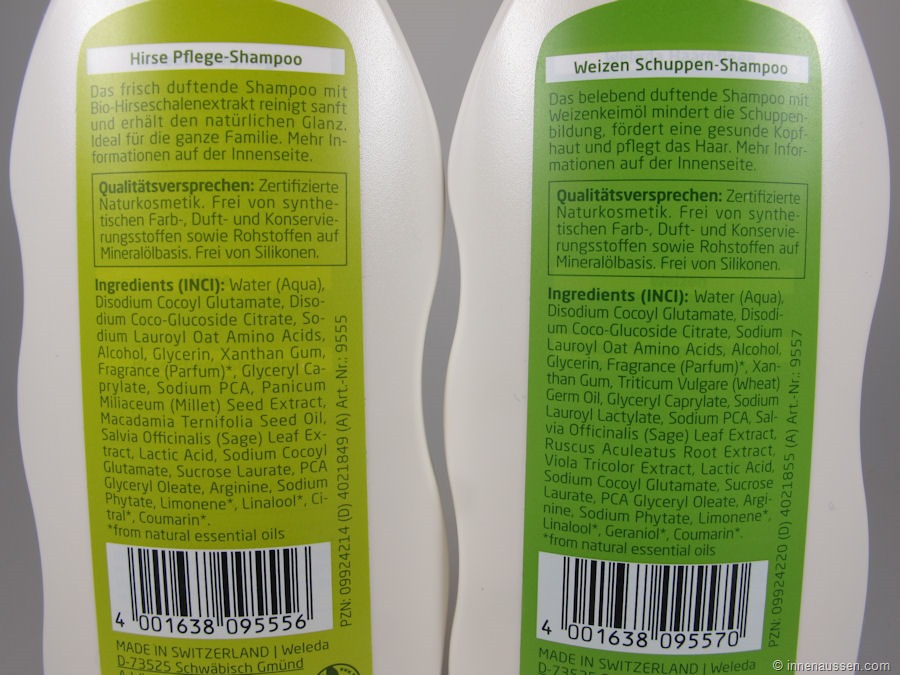 Hirse Pflege-Shampoo
Das frisch duftende Shampoo mit
Bio-Hirseschalenextrakt reinigt sanft
und erhält den natürlichen Glanz.
Ideal für die ganze Familie. Mehr In-
formationen auf der Innenseite.
Qualitätsversprechen: Zertifizierte
Naturkosmetik. Frei von synthe-
tischen Farb-, Duft- und Konservie-
rungsstoffen sowie Rohstoffen auf
Mineralölbasis. Frei von Silikonen.
Ingredients (INCI): Water (Aqua),
Disodium Cocoyl Glutamate, Diso-
dium Coco-Glucoside Citrate, So-
dium Lauroyl Oat Amino Acids,
Alcohol, Glycerin, Xanthan Gum,
Fragrance (Parfum)*, Glyceryl Ca-
prylate, Sodium PCA, Panicum
Miliaceum (Millet) Seed Extract,
Macadamia Ternifolia Seed Oil,
Salvia Officinalis (Sage) Leaf Ex-
tract, Lactic Acid, Sodium Cocoyl
Glutamate, Sucrose Laurate, PCA
Glyceryl Oleate, Arginine, Sodium
Phytate, Limonene*, Linalool*, Ci-
tral*, Coumarin*.
*from natural essential oils
PZN: 09924214 (D) 4021849 (A) Art.-Nr.: 9555
4 001638 095556
MADE IN SWITZERLAND | Weleda
D-73525 Schwäbisch Gmünd
Weizen Schuppen-Shampoo
Das belebend duftende Shampoo mit
Weizenkeimöl mindert die Schuppen-
bildung, fördert eine gesunde Kopf-
haut und pflegt das Haar. Mehr Infor-
mationen auf der Innenseite.
Qualitätsversprechen: Zertifizierte
Naturkosmetik. Frei von synthe-
tischen Farb-, Duft- und Konservie-
rungsstoffen sowie Rohstoffen auf
Mineralölbasis. Frei von Silikonen.
Ingredients (INCI): Water (Aqua),
Disodium Cocoyl Glutamate, Disodi-
um Coco-Glucoside Citrate, Sodium
Lauroyl Oat Amino Acids, Alcohol,
Glycerin, Fragrance (Parfum)*, Xan-
than Gum, Triticum Vulgare (Wheat)
Germ Oil, Glyceryl Caprylate, Sodium
Lauroyl Lactylate, Sodium PCA, Sal-
via Officinalis (Sage) Leaf Extract,
Ruscus Aculeatus Root Extract,
Viola Tricolor Extract, Lactic Acid,
Sodium Cocoyl Glutamate, Sucrose
Laurate, PCA Glyceryl Oleate, Argi-
nine, Sodium Phytate, Limonene*,
Linalool*, Geraniol*, Coumarin*.
*from natural essential oils
PZN: 09924220 (D) 4021855 (A) Art.-Nr.: 9557
4 001638 095570
MADE IN SWITZERLAND | Weleda
D-73525 Schwäbisch Gmünd
© innenaussen.com